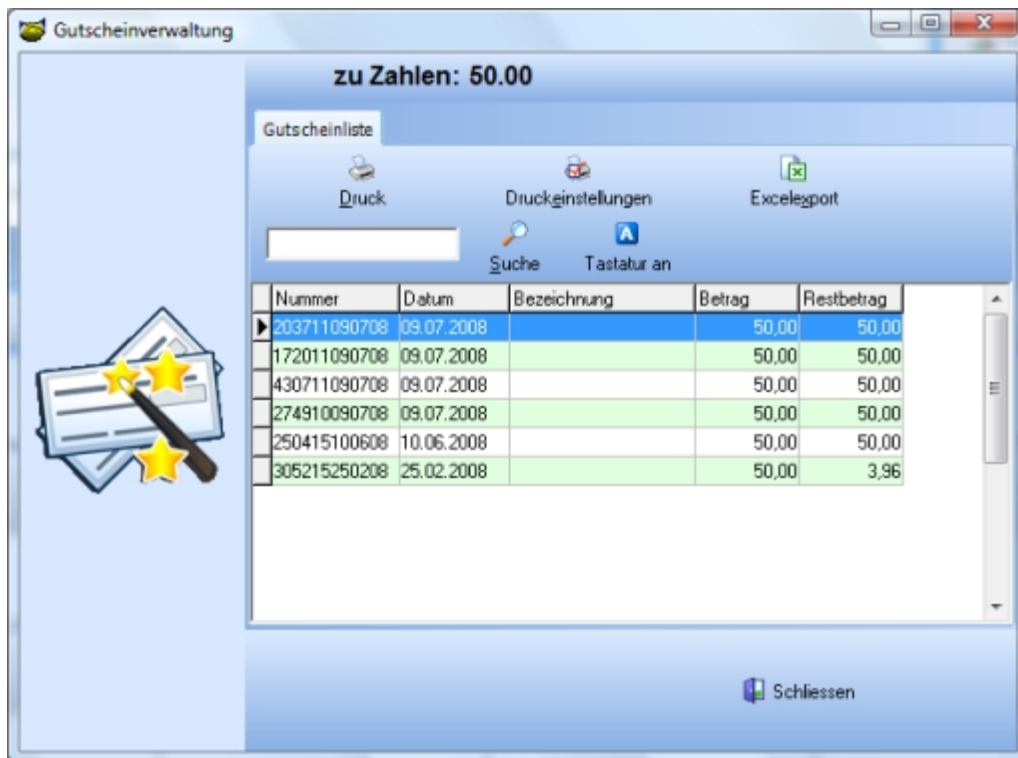 Gutscheinverwaltung
zu Zahlen: 50.00
Gutscheinliste
Druck Druckeinstellungen Excelexport
Suche Tastatur an
Nummer Datum Bezeichnung Betrag Restbetrag
203711090708 09.07.2008 50,00 50,00
172011090708 09.07.2008 50,00 50,00
430711090708 09.07.2008 50,00 50,00
274910090708 09.07.2008 50,00 50,00
250415100608 10.06.2008 50,00 50,00
305215250208 25.02.2008 50,00 3,96
Schliessen